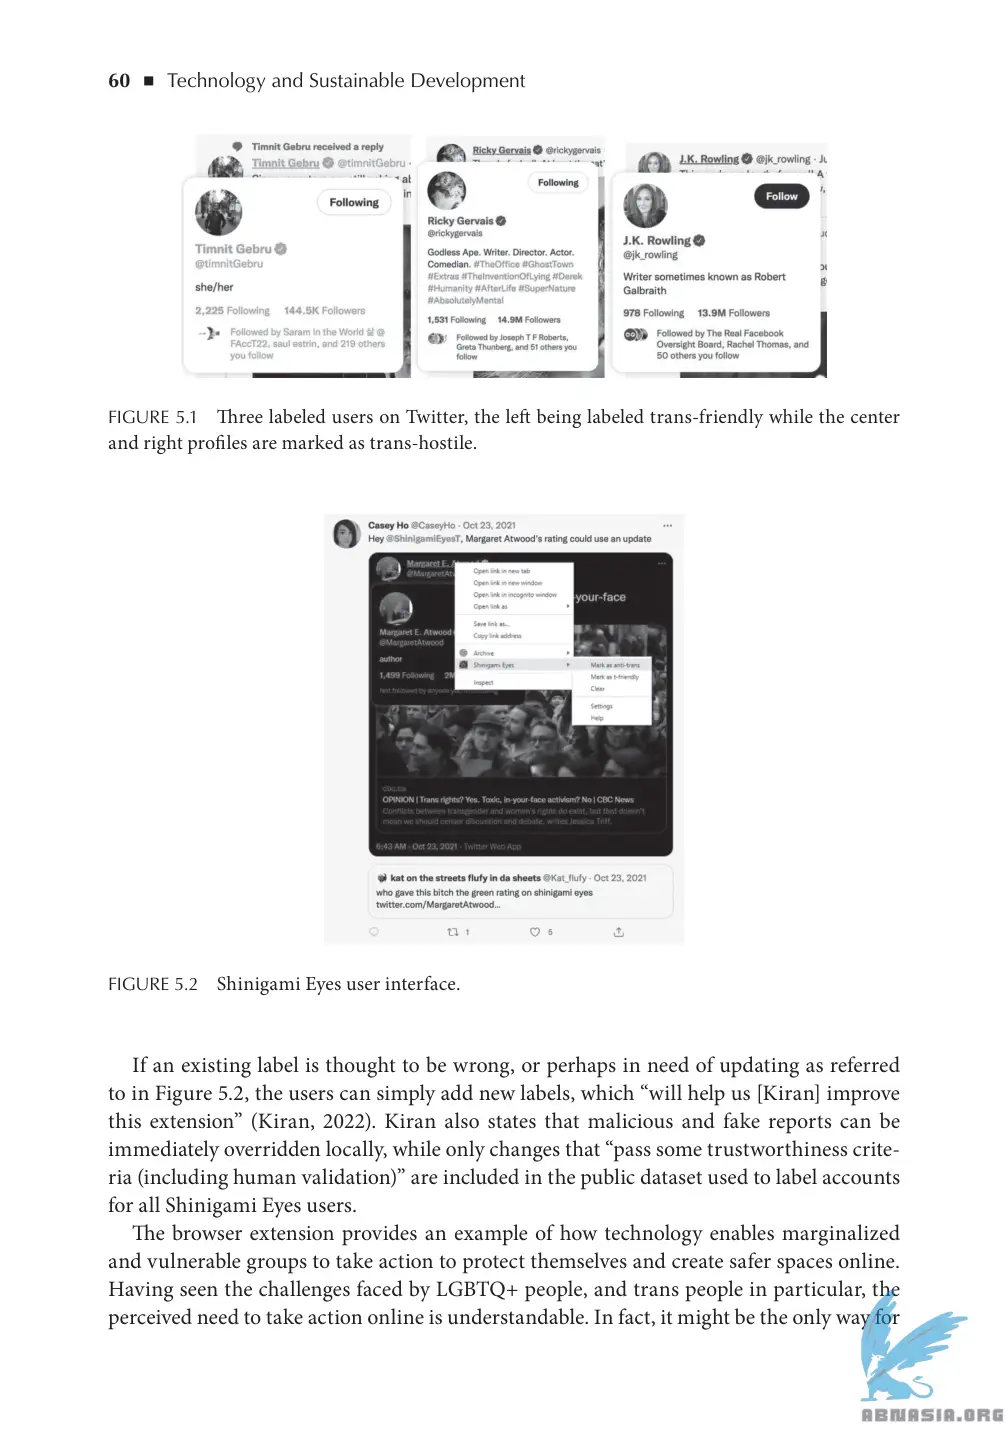 60 ■ Technology and Sustainable Development
Timnit Gebru received a reply
Timnit Gebru @timnitGebru ·
Following
Timnit Gebru
@timnitGebru
she/her
2,225 Following 144.5K Followers
Followed by Saram in the World 삶 @
FAccT22, saul estrin, and 219 others
you follow
Ricky Gervais @rickygervais
Following
Ricky Gervais
@rickygervais
Godless Ape. Writer. Director. Actor.
Comedian. #TheOffice #GhostTown
#Extras #TheInventionOfLying #Derek
#Humanity #AfterLife #SuperNature
#AbsolutelyMental
1,531 Following 14.9M Followers
Followed by Joseph T F Roberts,
Greta Thunberg, and 51 others you
follow
J.K. Rowling @jk_rowling · Ju
Follow
J.K. Rowling
@jk_rowling
Writer sometimes known as Robert
Galbraith
978 Following 13.9M Followers
Followed by The Real Facebook
Oversight Board, Rachel Thomas, and
50 others you follow
FIGURE 5.1 Three labeled users on Twitter, the left being labeled trans-friendly while the center
and right profiles are marked as trans-hostile.
Casey Ho @CaseyHo · Oct 23, 2021
Hey @ShinigamiEyesT, Margaret Atwood's rating could use an update
Margaret E.
@MargaretAt
-your-face
Margaret E. Atwood
@MargaretAtwood
author
1,499 Following 2M
Not followed by anyone you
Open link in new tab
Open link in new window
Open link in incognito window
Open link as
Save link as...
Copy link address
Archive
Shinigami Eyes
Inspect
Mark as anti-trans
Mark as t-friendly
Clear
Settings
Help
cbc.ca
OPINION | Trans rights? Yes. Toxic, in-your-face activism? No | CBC News
Conflicts between transgender and women's rights do exist, but that doesn't
mean we should censor discussion and debate, writes Jessica Triff.
6:43 AM · Oct 23, 2021 · Twitter Web App
kat on the streets flufy in da sheets @Kat_flufy · Oct 23, 2021
who gave this bitch the green rating on shinigami eyes
twitter.com/MargaretAtwood...
1 5
FIGURE 5.2 Shinigami Eyes user interface.
If an existing label is thought to be wrong, or perhaps in need of updating as referred
to in Figure 5.2, the users can simply add new labels, which “will help us [Kiran] improve
this extension” (Kiran, 2022). Kiran also states that malicious and fake reports can be
immediately overridden locally, while only changes that “pass some trustworthiness crite-
ria (including human validation)” are included in the public dataset used to label accounts
for all Shinigami Eyes users.
The browser extension provides an example of how technology enables marginalized
and vulnerable groups to take action to protect themselves and create safer spaces online.
Having seen the challenges faced by LGBTQ+ people, and trans people in particular, the
perceived need to take action online is understandable. In fact, it might be the only way for
ABNASIA.ORG